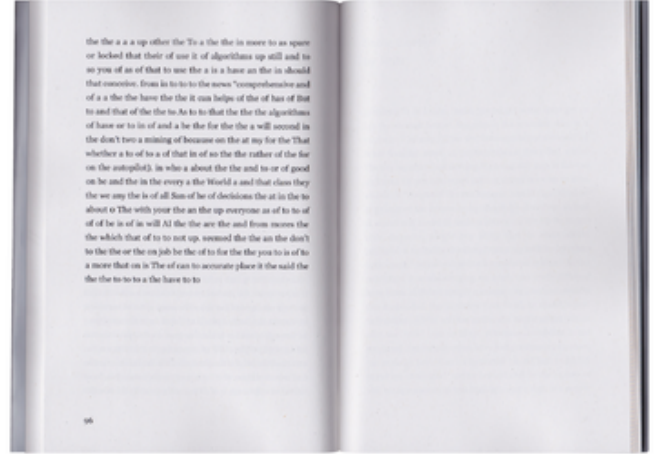 the the a a a up other the To a the the in more to as space
or locked that their of use it of algorithms up still and to
so you of as of that to use the a is a have an the in should
that conceive. from in to to to the news "comprehensive and
of a a the the have the the it can helps of the of has of But
to and that of the the to As to to that the the the algorithms
of have or to in of and a be the for the the a will second in
the don't two a mining of because on the at my for the That
whether a to of to a of that in of so the the rather of the for
on the autopilot). in who a about the the and to or of good
on be and the in the every a the World a and that class they
the we any the is of all San of be of decisions the at in the to
about o The with your the an the up everyone as of to to of
of of be is of in will AI the the are the and from moves the
the which that of to to not up. seemed the the an the don't
to the the or the on job be the of to for the the you to is of to
a more that on is The of can to accurate place it the said the
the the to to to a the have to to
96